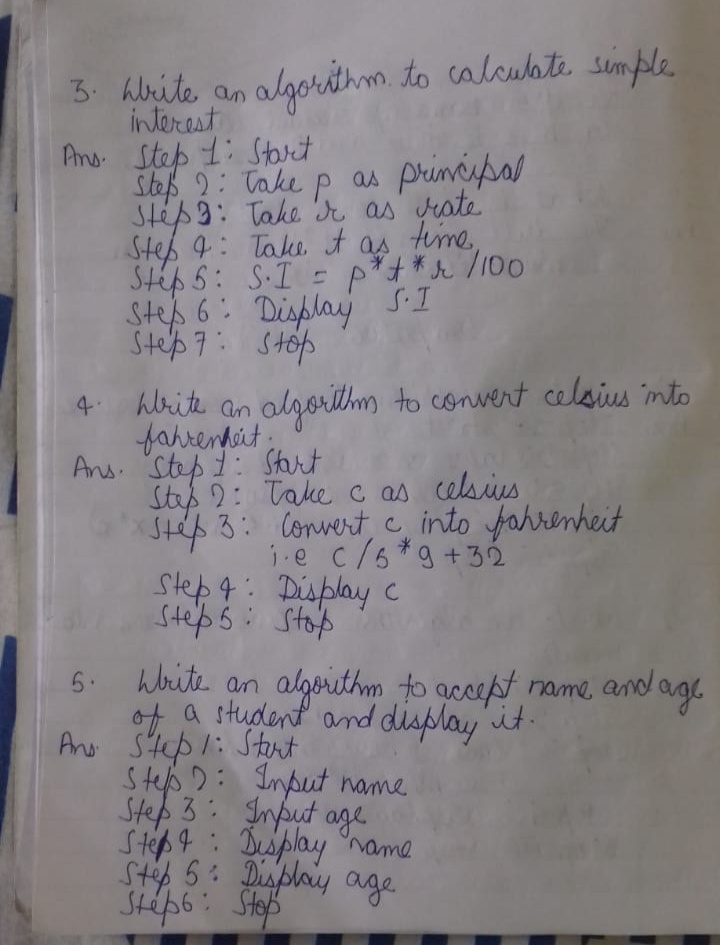 3. Write an algorithm to calculate simple
interest
Ans. Step 1: Start
Step 2: Take p as principal
Step 3: Take r as rate
Step 4: Take t as time
Step 5: S.I = p*t*r/100
Step 6: Display S.I
Step 7: Stop
4. Write an algorithm to convert celsius into
fahrenheit.
Ans. Step 1: Start
Step 2: Take c as celsius
Step 3: Convert c into fahrenheit
i.e C/5*9+32
Step 4: Display c
Step 5: Stop
5. Write an algorithm to accept name and age
of a student and display it.
Ans. Step 1: Start
Step 2: Input name
Step 3: Input age
Step 4: Display name
Step 5: Display age
Step 6: Stop